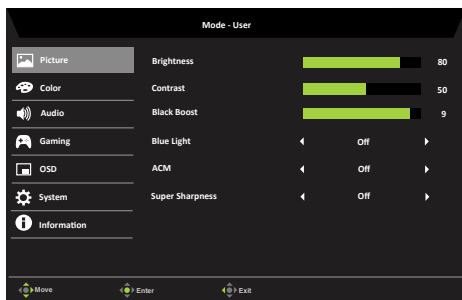 Mode - User
Picture
Brightness 80
Color
Contrast 50
Audio
Black Boost 9
Gaming
Blue Light Off
OSD
ACM Off
System
Super Sharpness Off
Information
Move Enter Exit